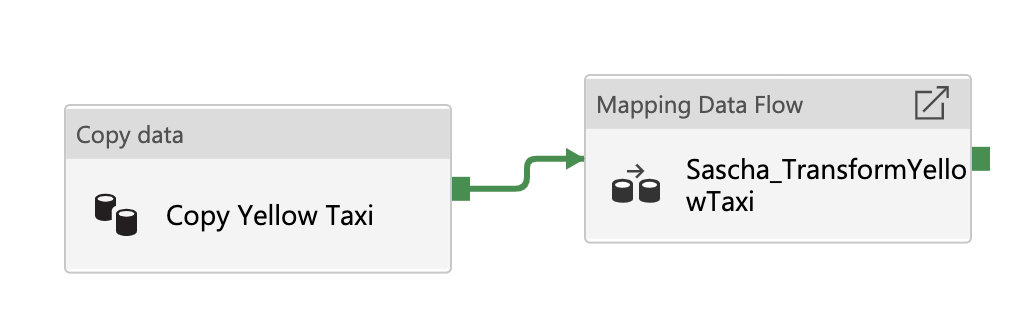 Copy data
Copy Yellow Taxi
Mapping Data Flow
Sascha_TransformYello
wTaxi